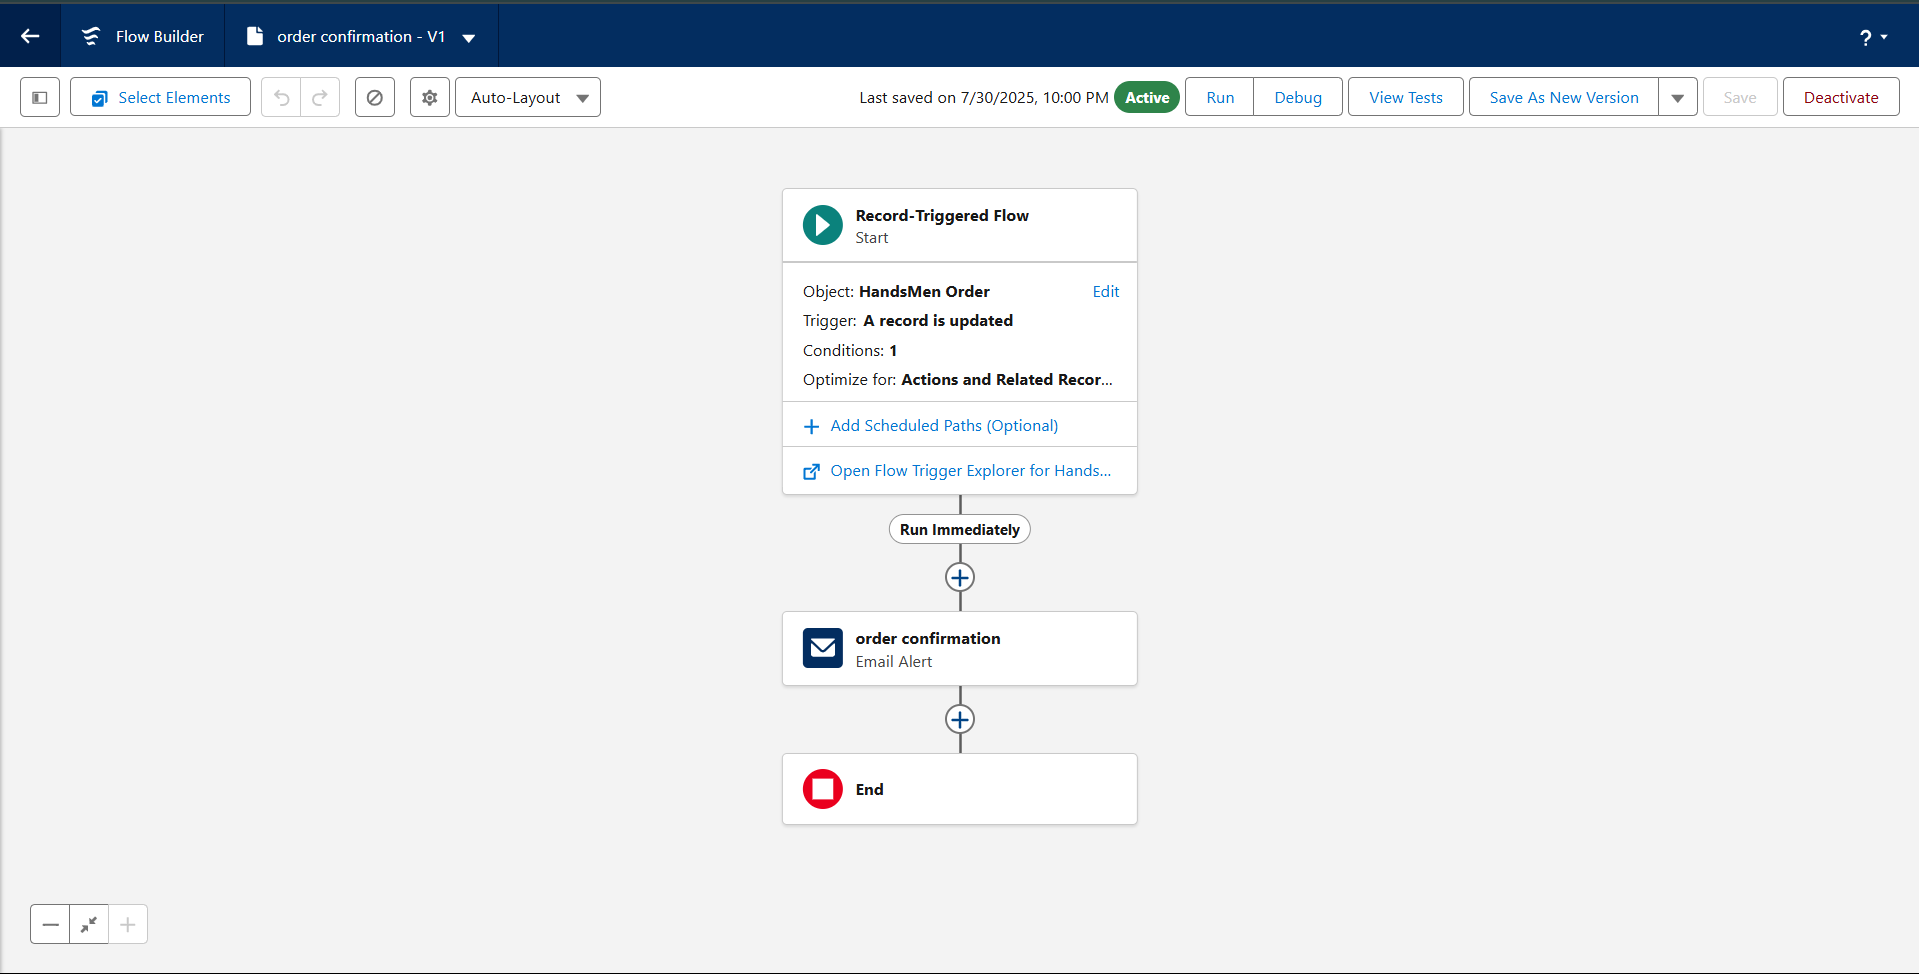 Flow Builder
order confirmation - V1
?
Select Elements
Auto-Layout
Last saved on 7/30/2025, 10:00 PM
Active
Run
Debug
View Tests
Save As New Version
Save
Deactivate
Record-Triggered Flow
Start
Object: HandsMen Order
Edit
Trigger: A record is updated
Conditions: 1
Optimize for: Actions and Related Recor...
Add Scheduled Paths (Optional)
Open Flow Trigger Explorer for Hands...
Run Immediately
order confirmation
Email Alert
End